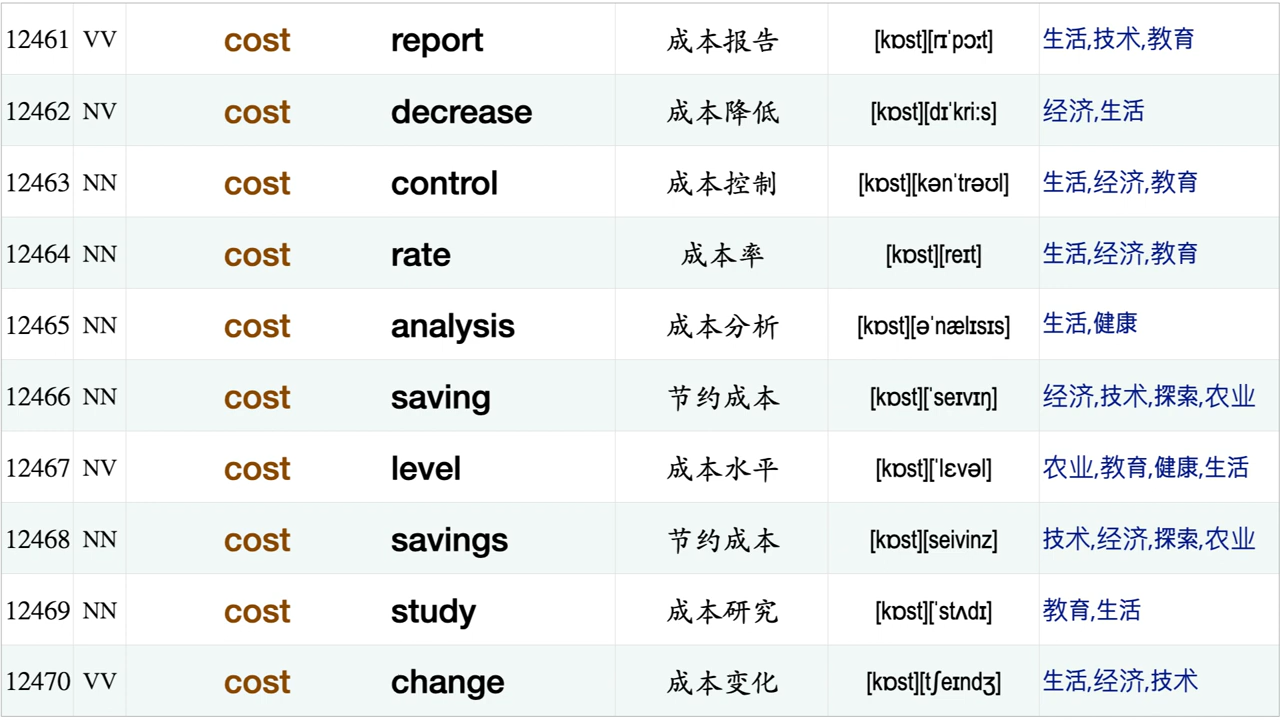 12461 VV cost report 成本报告 [kɒst][rɪˈpɔɪt] 生活,技术,教育
12462 NV cost decrease 成本降低 [kɒst][dɪˈkriːs] 经济,生活
12463 NN cost control 成本控制 [kɒst][kənˈtrəʊl] 生活,经济,教育
12464 NN cost rate 成本率 [kɒst][reɪt] 生活,经济,教育
12465 NN cost analysis 成本分析 [kɒst][əˈnælɪsɪs] 生活,健康
12466 NN cost saving 节约成本 [kɒst][ˈseɪvɪŋ] 经济,技术,探索,农业
12467 NV cost level 成本水平 [kɒst][ˈlɛvəl] 农业,教育,健康,生活
12468 NN cost savings 节约成本 [kɒst][seivinz] 技术,经济,探索,农业
12469 NN cost study 成本研究 [kɒst][ˈstʌdɪ] 教育,生活
12470 VV cost change 成本变化 [kɒst][tʃeɪndʒ] 生活,经济,技术